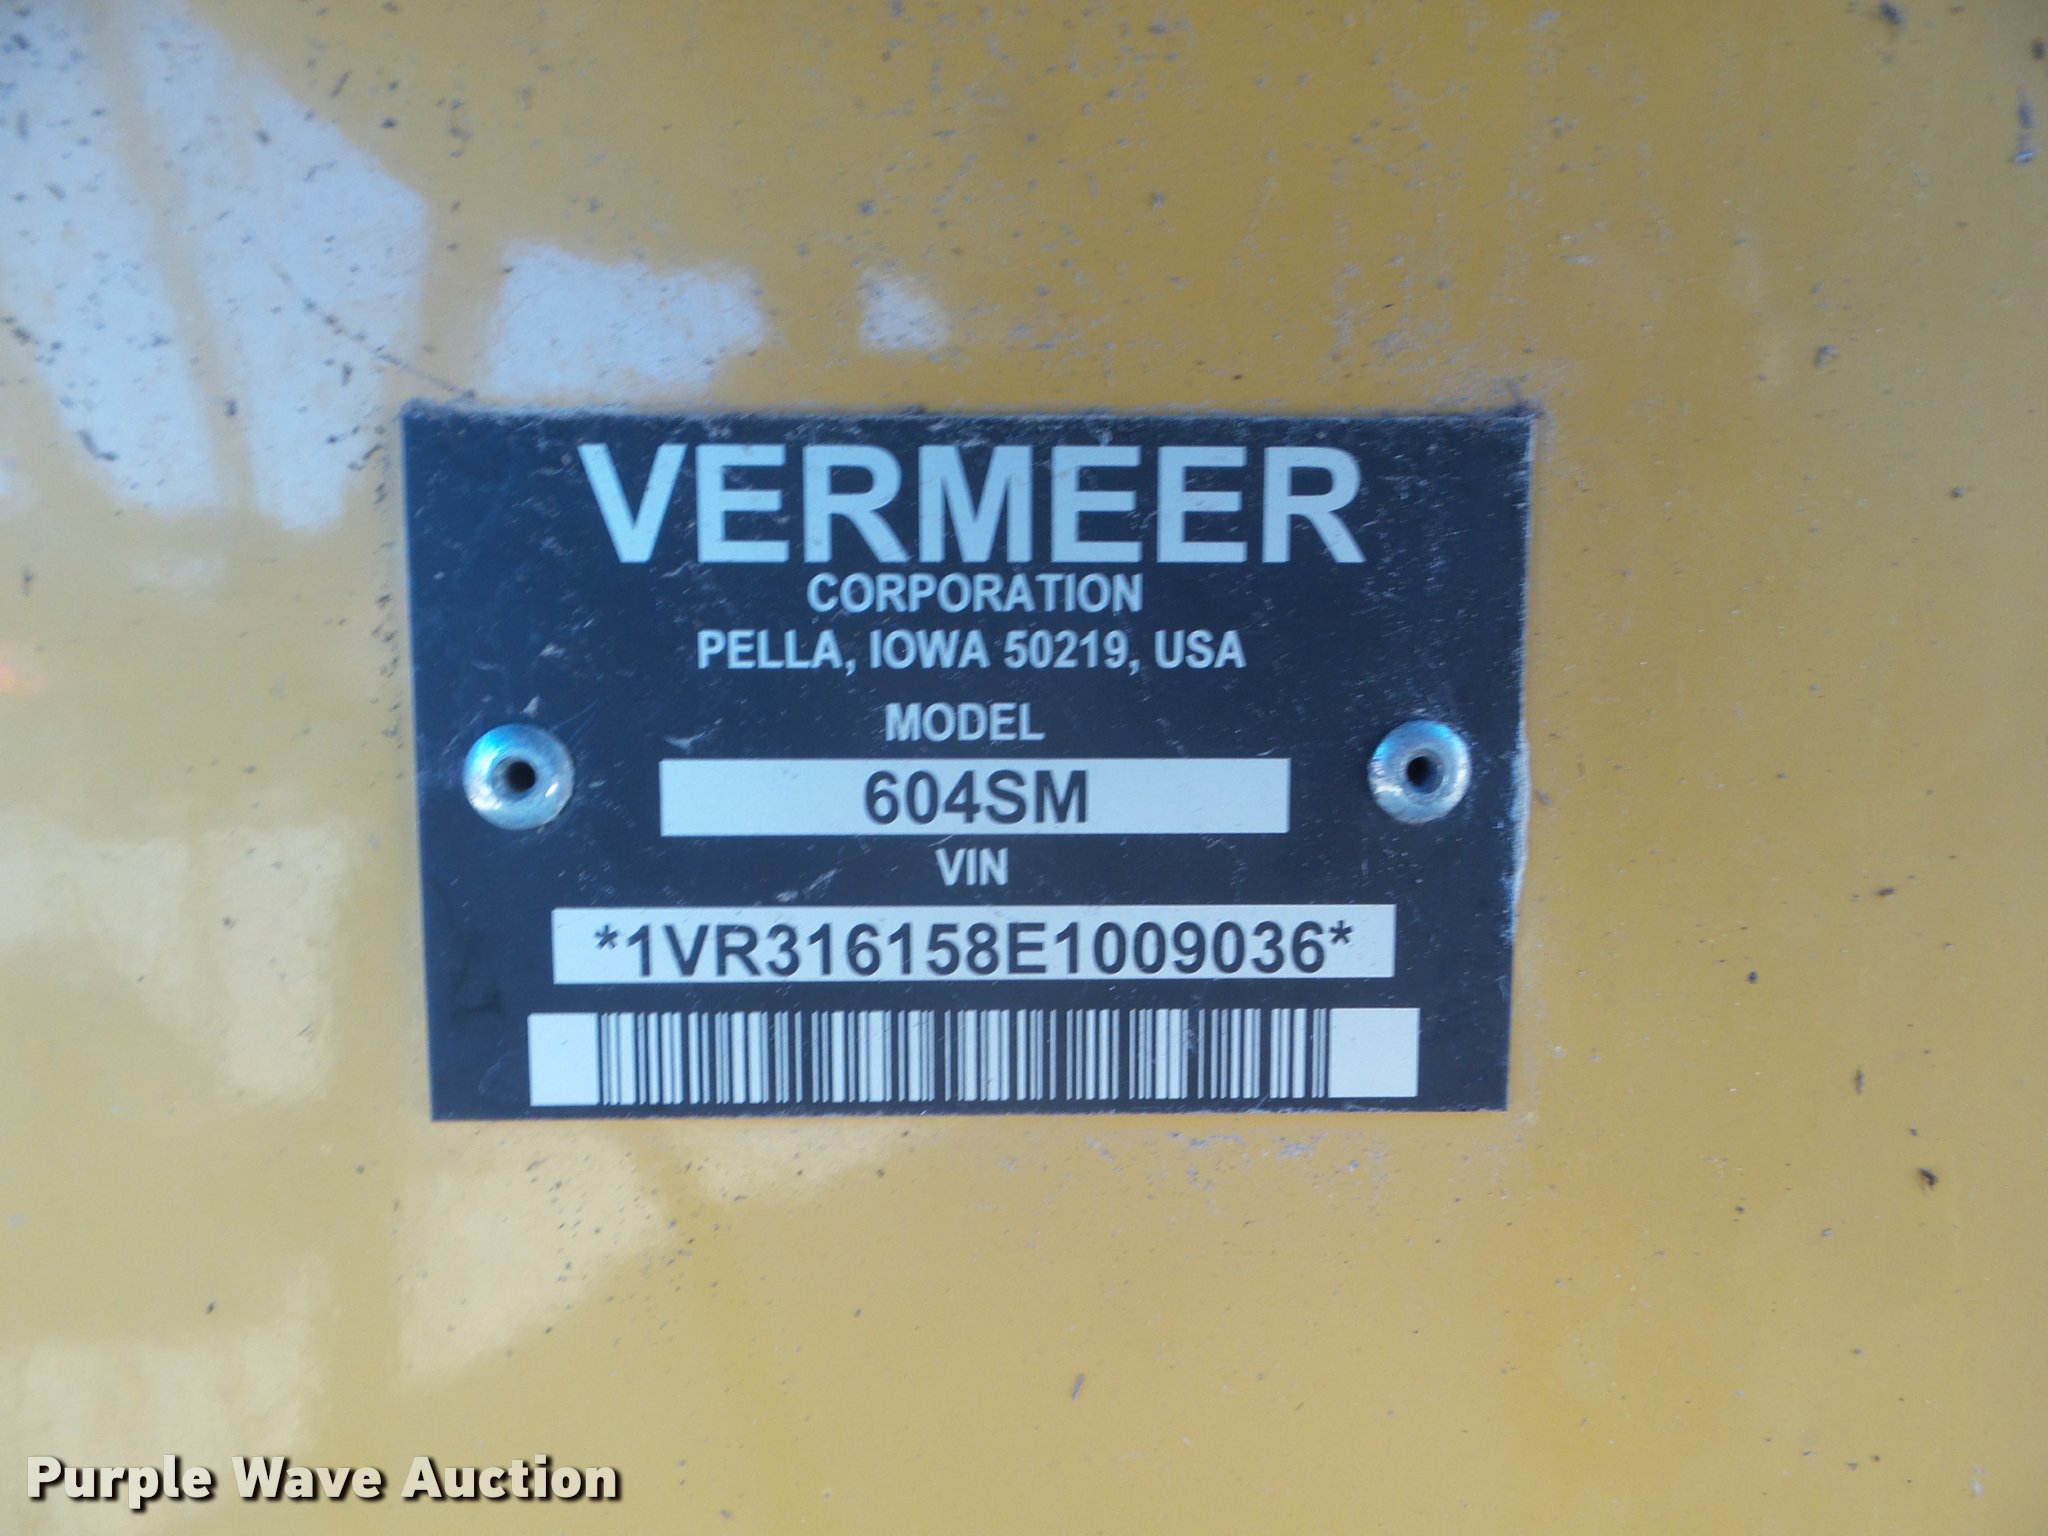 VERMEER
CORPORATION
PELLA, IOWA 50219, USA
MODEL
604SM
VIN
*1VR316158E1009036*
Purple Wave Auction